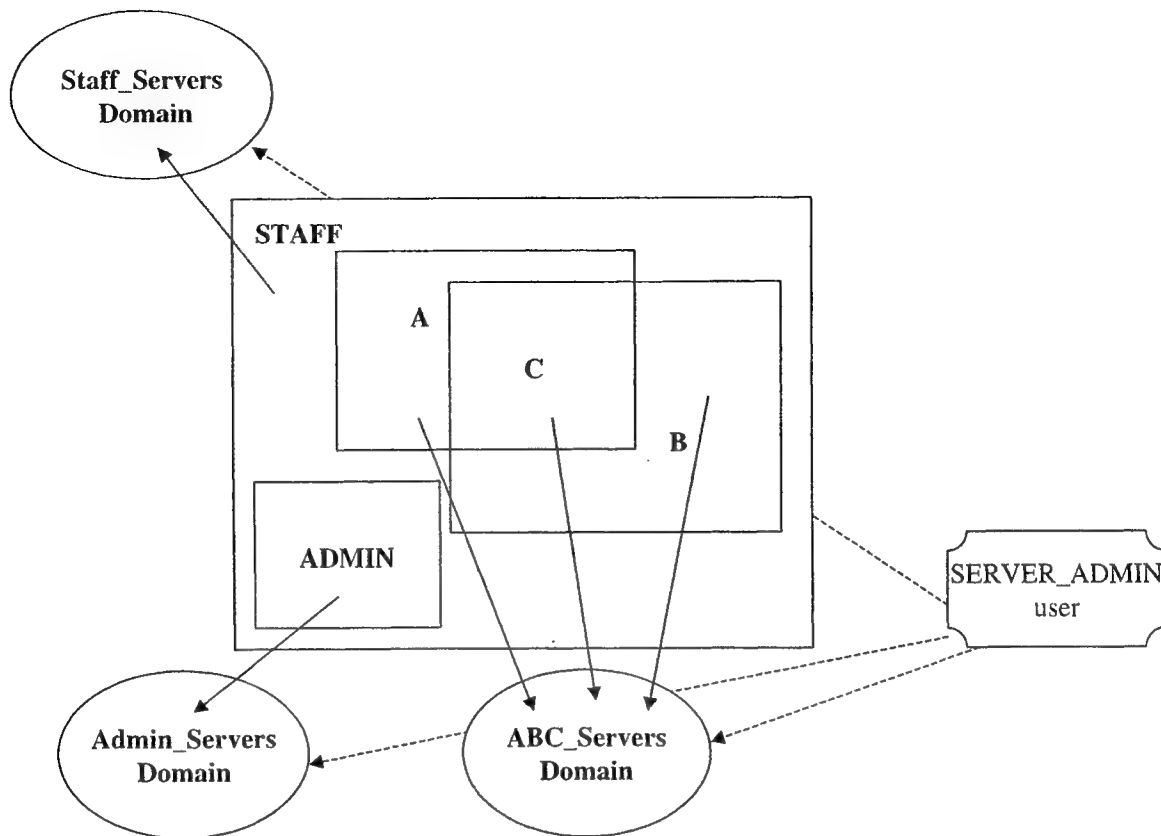 Staff_Servers
Domain
STAFF
A
C
B
ADMIN
SERVER_ADMIN
user
Admin_Servers
Domain
ABC_Servers
Domain